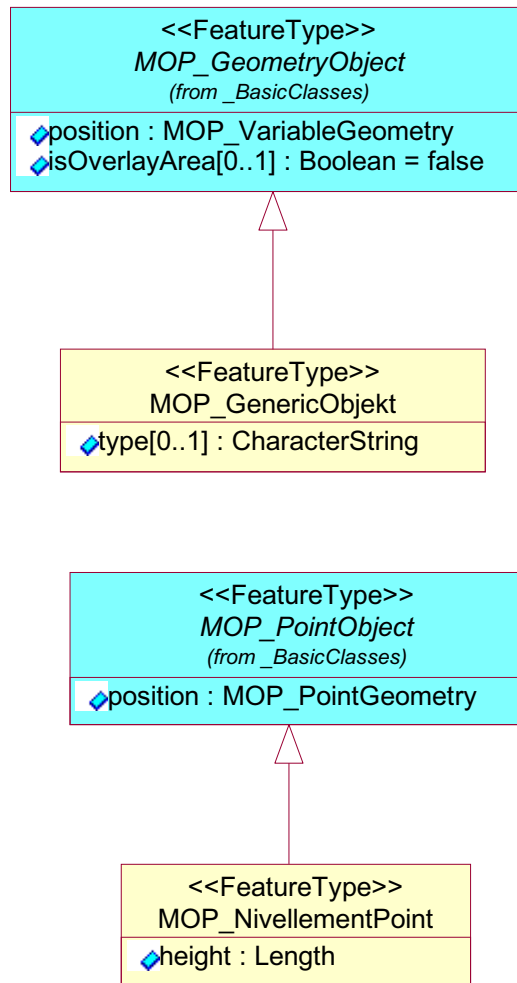 <<FeatureType>>
MOP_GeometryObject
(from _BasicClasses)
position : MOP_VariableGeometry
isOverlayArea[0..1] : Boolean = false
<<FeatureType>>
MOP_GenericObjekt
type[0..1] : CharacterString
<<FeatureType>>
MOP_PointObject
(from _BasicClasses)
position : MOP_PointGeometry
<<FeatureType>>
MOP_NivellementPoint
height : Length